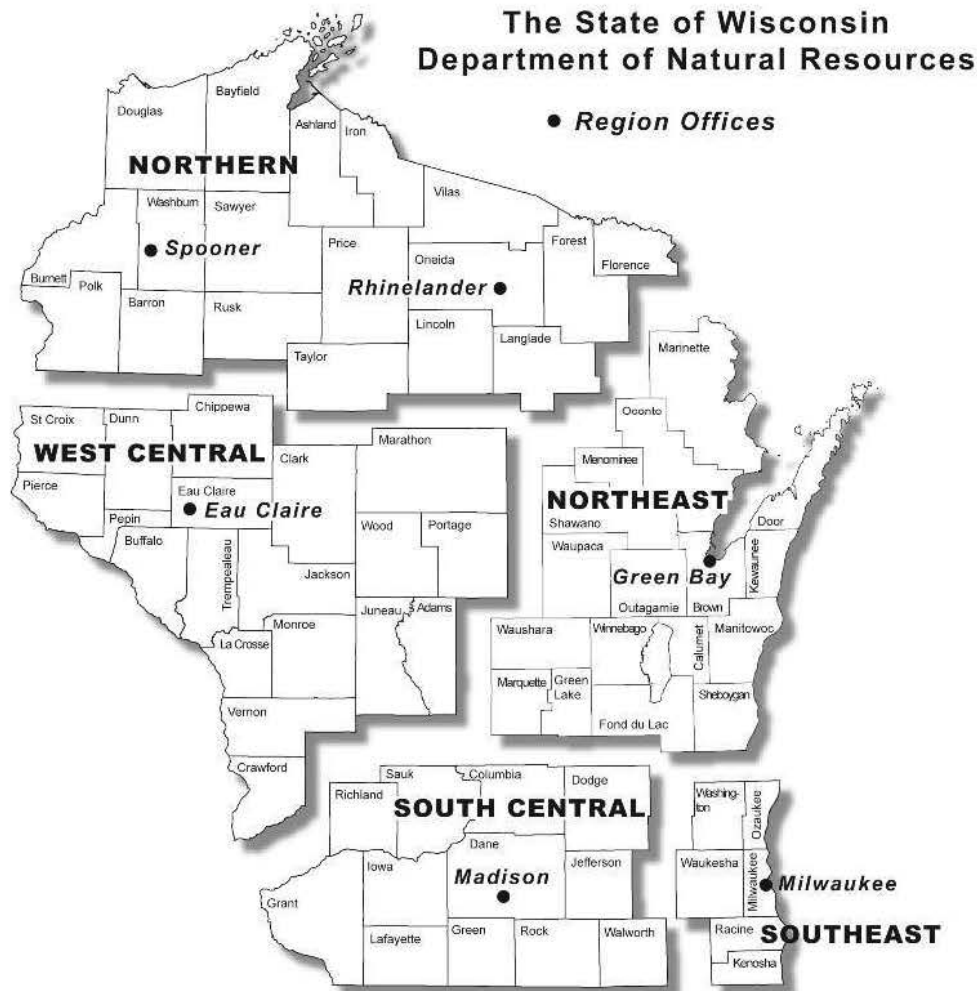 The State of Wisconsin
Department of Natural Resources
Region Offices
Douglas
Bayfield
Ashland
Iron
NORTHERN
Vilas
Washburn
Sawyer
Spooner
Price
Oneida
Forest
Florence
Burnett
Polk
Barron
Rusk
Rhinelander
Lincoln
Langlade
Taylor
Marinette
Oconto
Chippewa
St Croix
Dunn
WEST CENTRAL
Clark
Marathon
Pierce
Eau Claire
Eau Claire
Pepin
Buffalo
Wood
Portage
Trempealeau
Jackson
Juneau
Adams
Monroe
La Crosse
Vernon
Crawford
Menominee
NORTHEAST
Shawano
Door
Waupaca
Green Bay
Kewaunee
Outagamie
Brown
Waushara
Winnebago
Calumet
Manitowoc
Marquette
Green
Lake
Sheboygan
Fond du Lac
Sauk
Columbia
Dodge
Richland
SOUTH CENTRAL
Dane
Iowa
Jefferson
Madison
Grant
Lafayette
Green
Rock
Walworth
Washing-
ton
Ozaukee
Waukesha
Milwaukee
Milwaukee
Racine
SOUTHEAST
Kenosha